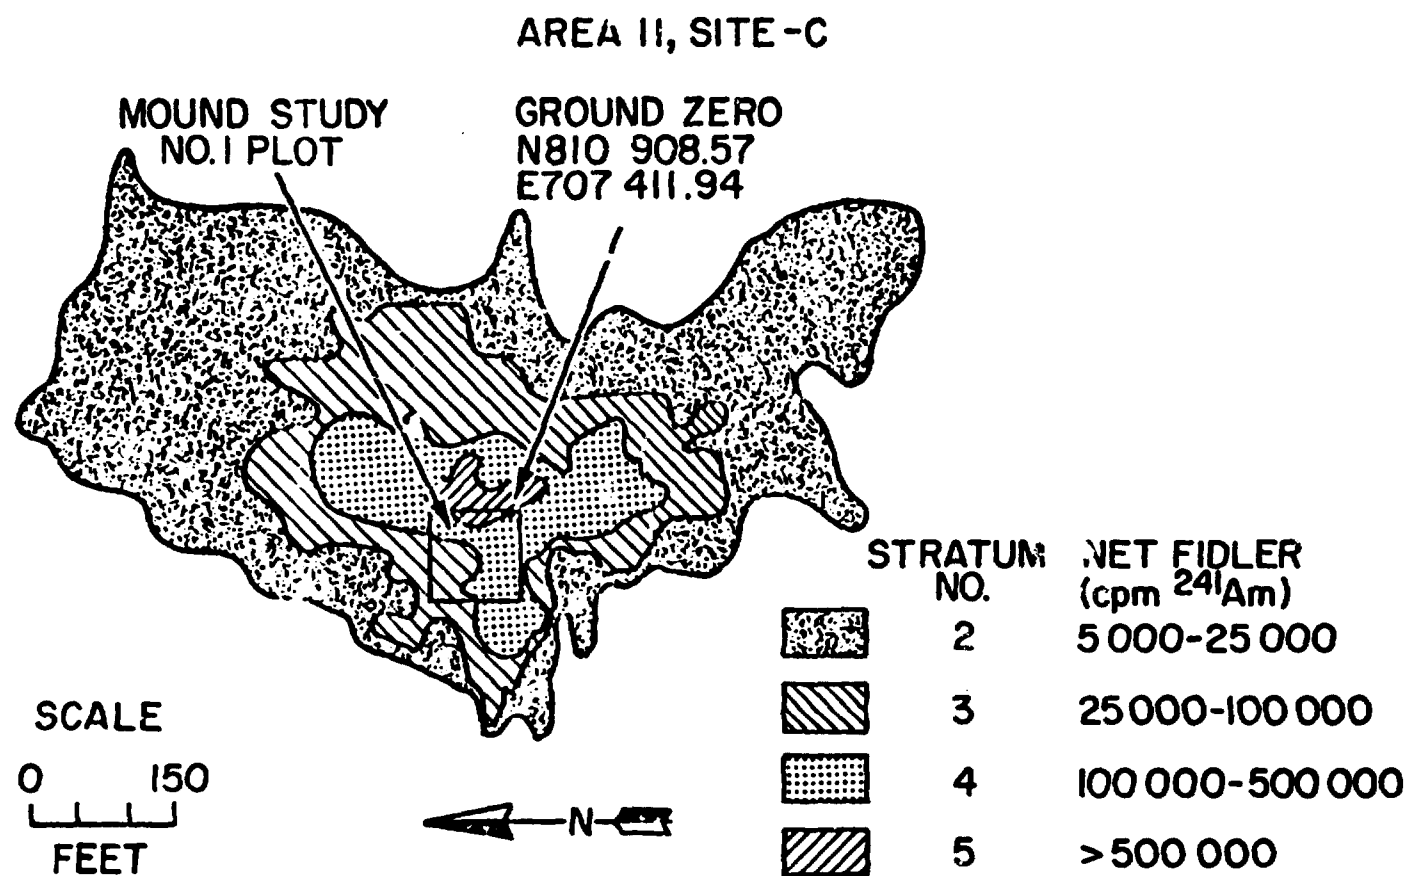 AREA 11, SITE-C
MOUND STUDY
NO. 1 PLOT
GROUND ZERO
N810 908.57
E707 411.94
STRATUM NO.
NET FIDLER
(cpm ²⁴¹Am)
2 5 000-25 000
3 25 000-100 000
4 100 000-500 000
5 >500 000
SCALE
0 150
FEET
N